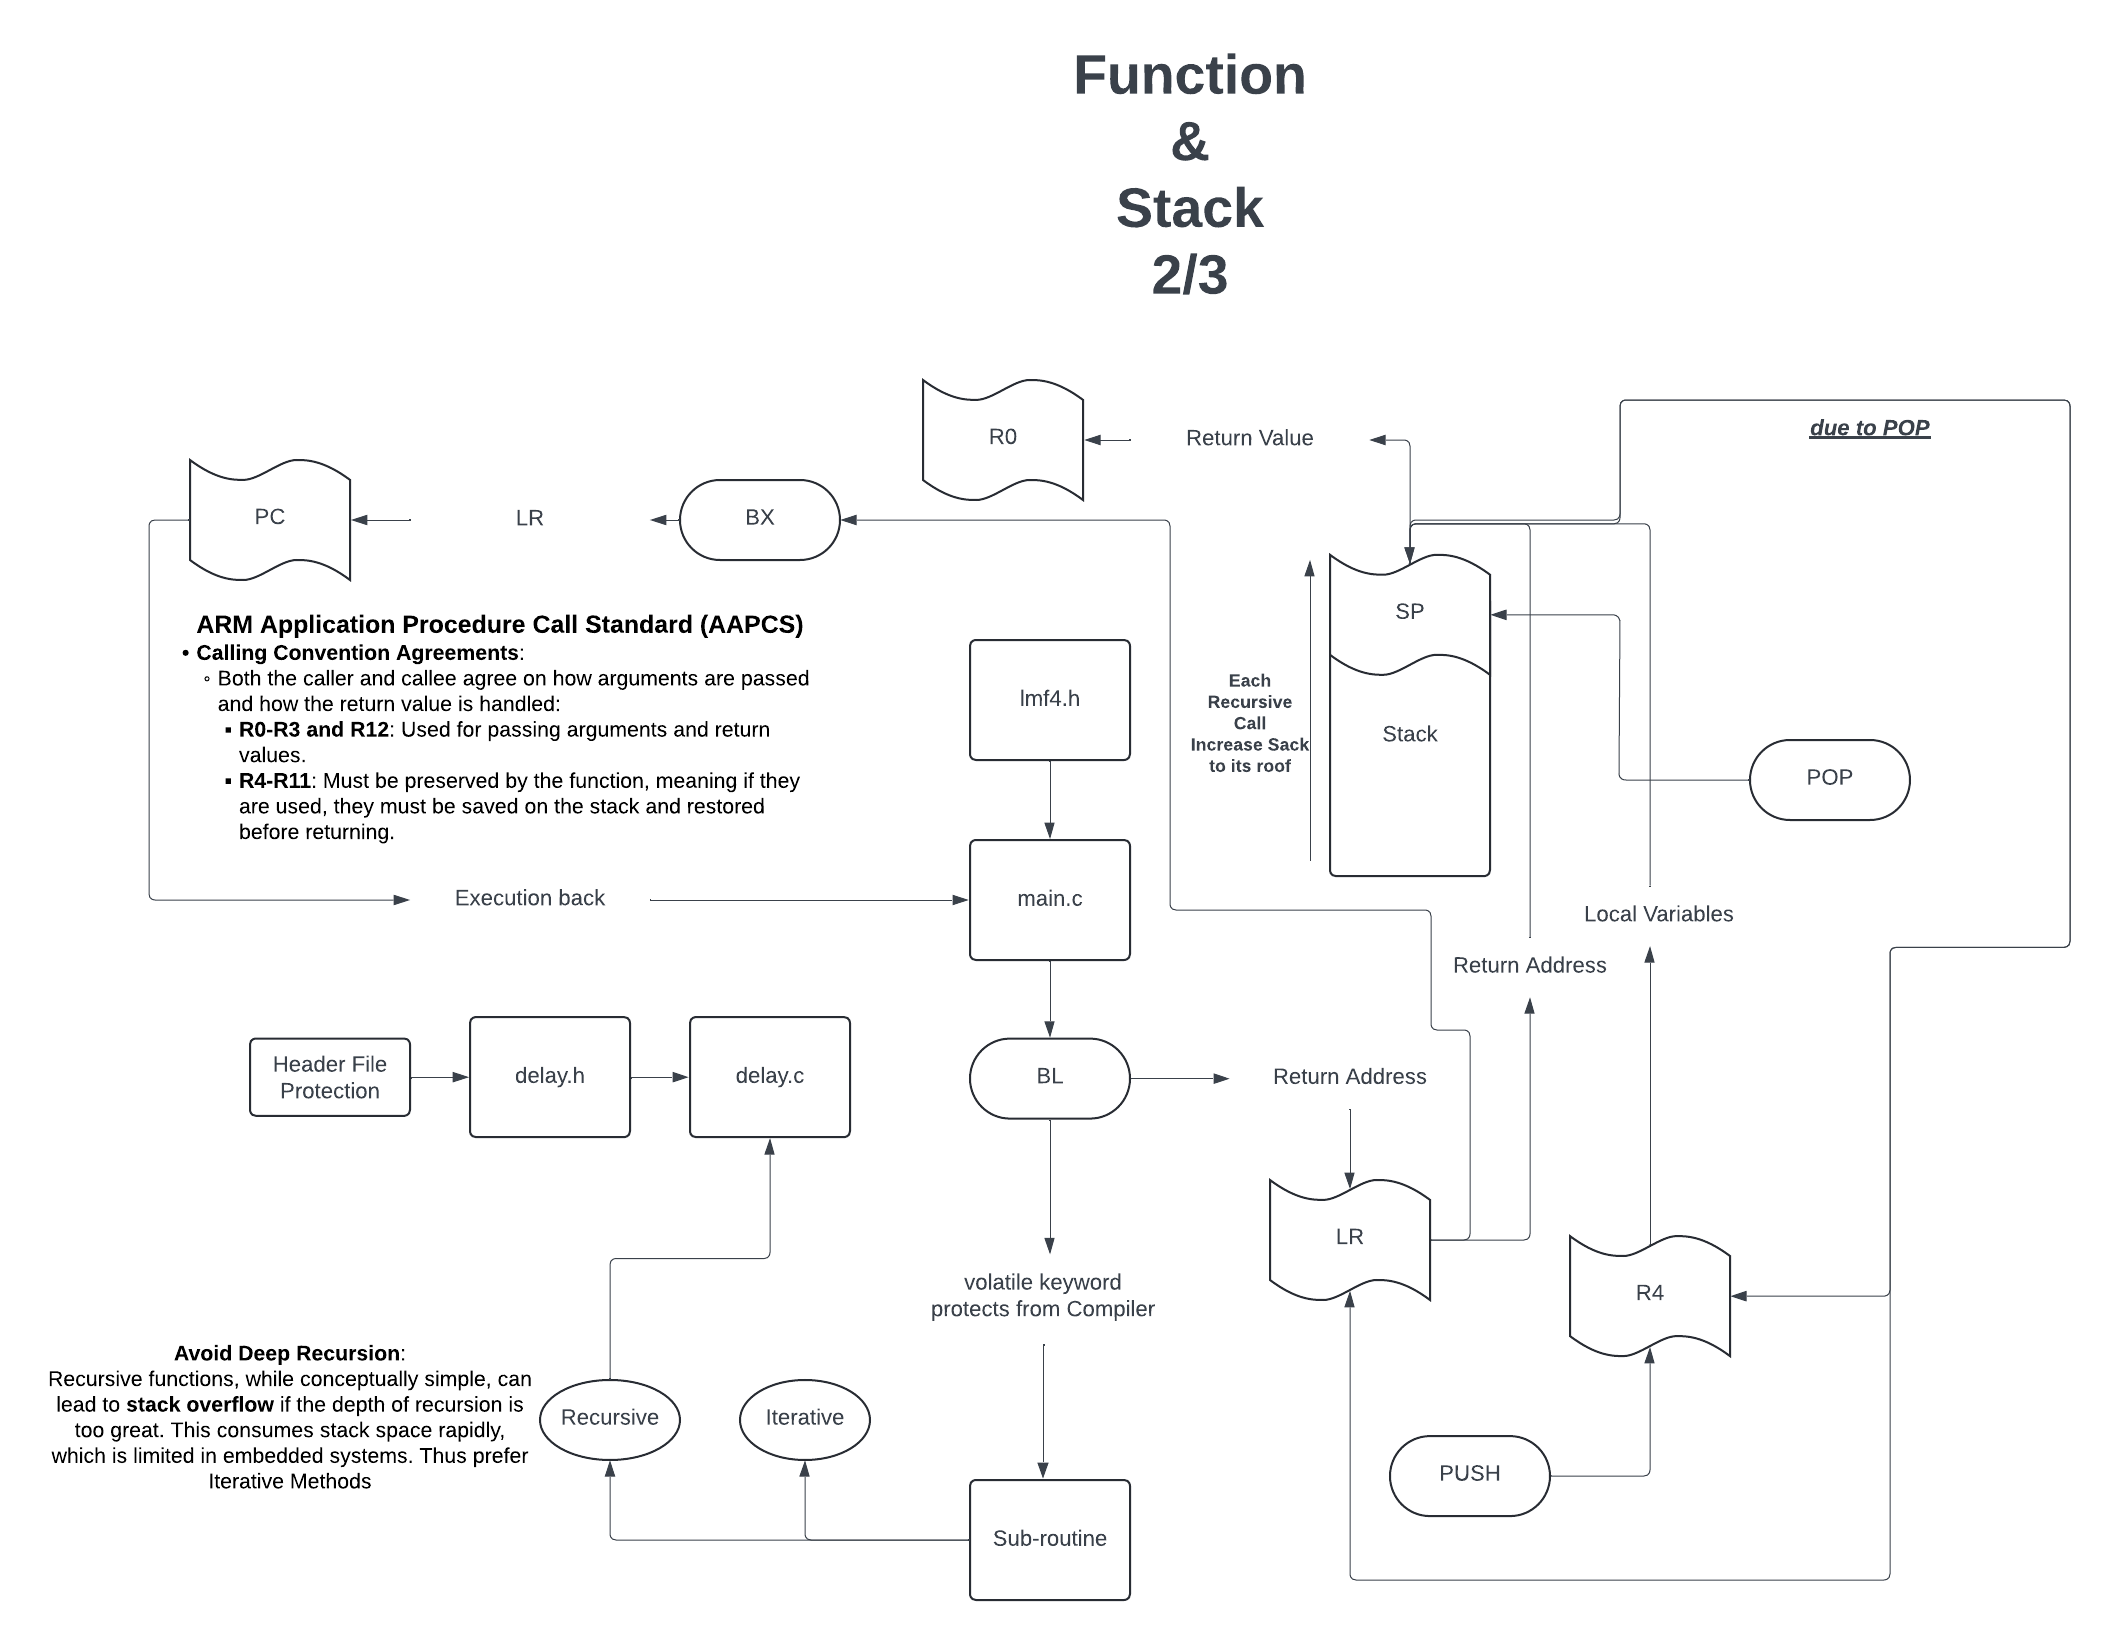 Function
&
Stack
2/3
R0
Return Value
due to POP
PC
LR
BX
SP
ARM Application Procedure Call Standard (AAPCS)
• Calling Convention Agreements:
◦ Both the caller and callee agree on how arguments are passed
and how the return value is handled:
▪ R0-R3 and R12: Used for passing arguments and return
values.
▪ R4-R11: Must be preserved by the function, meaning if they
are used, they must be saved on the stack and restored
before returning.
lmf4.h
Each
Recursive
Call
Increase Sack
to its roof
Stack
POP
Execution back
main.c
Local Variables
Return Address
Header File
Protection
delay.h
delay.c
BL
Return Address
LR
volatile keyword
protects from Compiler
R4
Avoid Deep Recursion:
Recursive functions, while conceptually simple, can
lead to stack overflow if the depth of recursion is
too great. This consumes stack space rapidly,
which is limited in embedded systems. Thus prefer
Iterative Methods
Recursive
Iterative
PUSH
Sub-routine